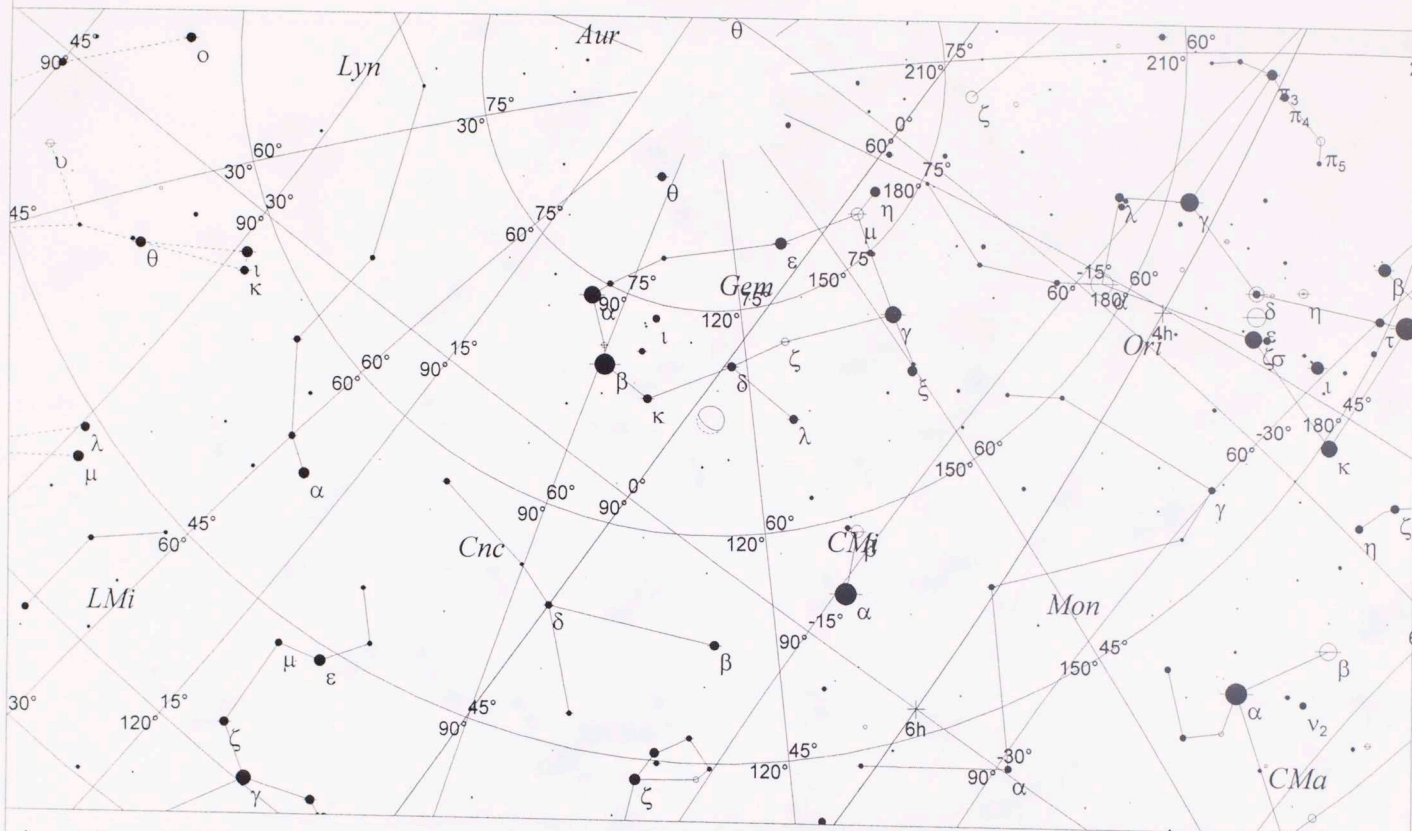 45° Aur θ 75° 60°
90° ο Lyn 210° 210°
75° ζ π3
30° 0° π4
60° 60°
υ 30° 75° π5
θ 180°
45° 30° 75° η λ γ
90° 60° μ
θ ι ε 75° -15°
κ 75° Gem 150° 60° 60° β
90° 75° 180°
α 120° γ 4h δ η
ι ζ Ori ε τ
60° 15° β δ ξ ζ σ
60° 90° κ ι
λ 45°
λ 60° -30° 180°
μ 150° 60° κ
α 0°
60° 90° γ
90° ζ
45° 60° η
60° Cnc 120° CMi
β
LMi α Mon
δ -15°
μ β 90° 45° β
ε 150°
α
30° 15° 45° ν2
120° 90° 6h
ζ 45° -30°
120° 90° CMa
ζ α
γ